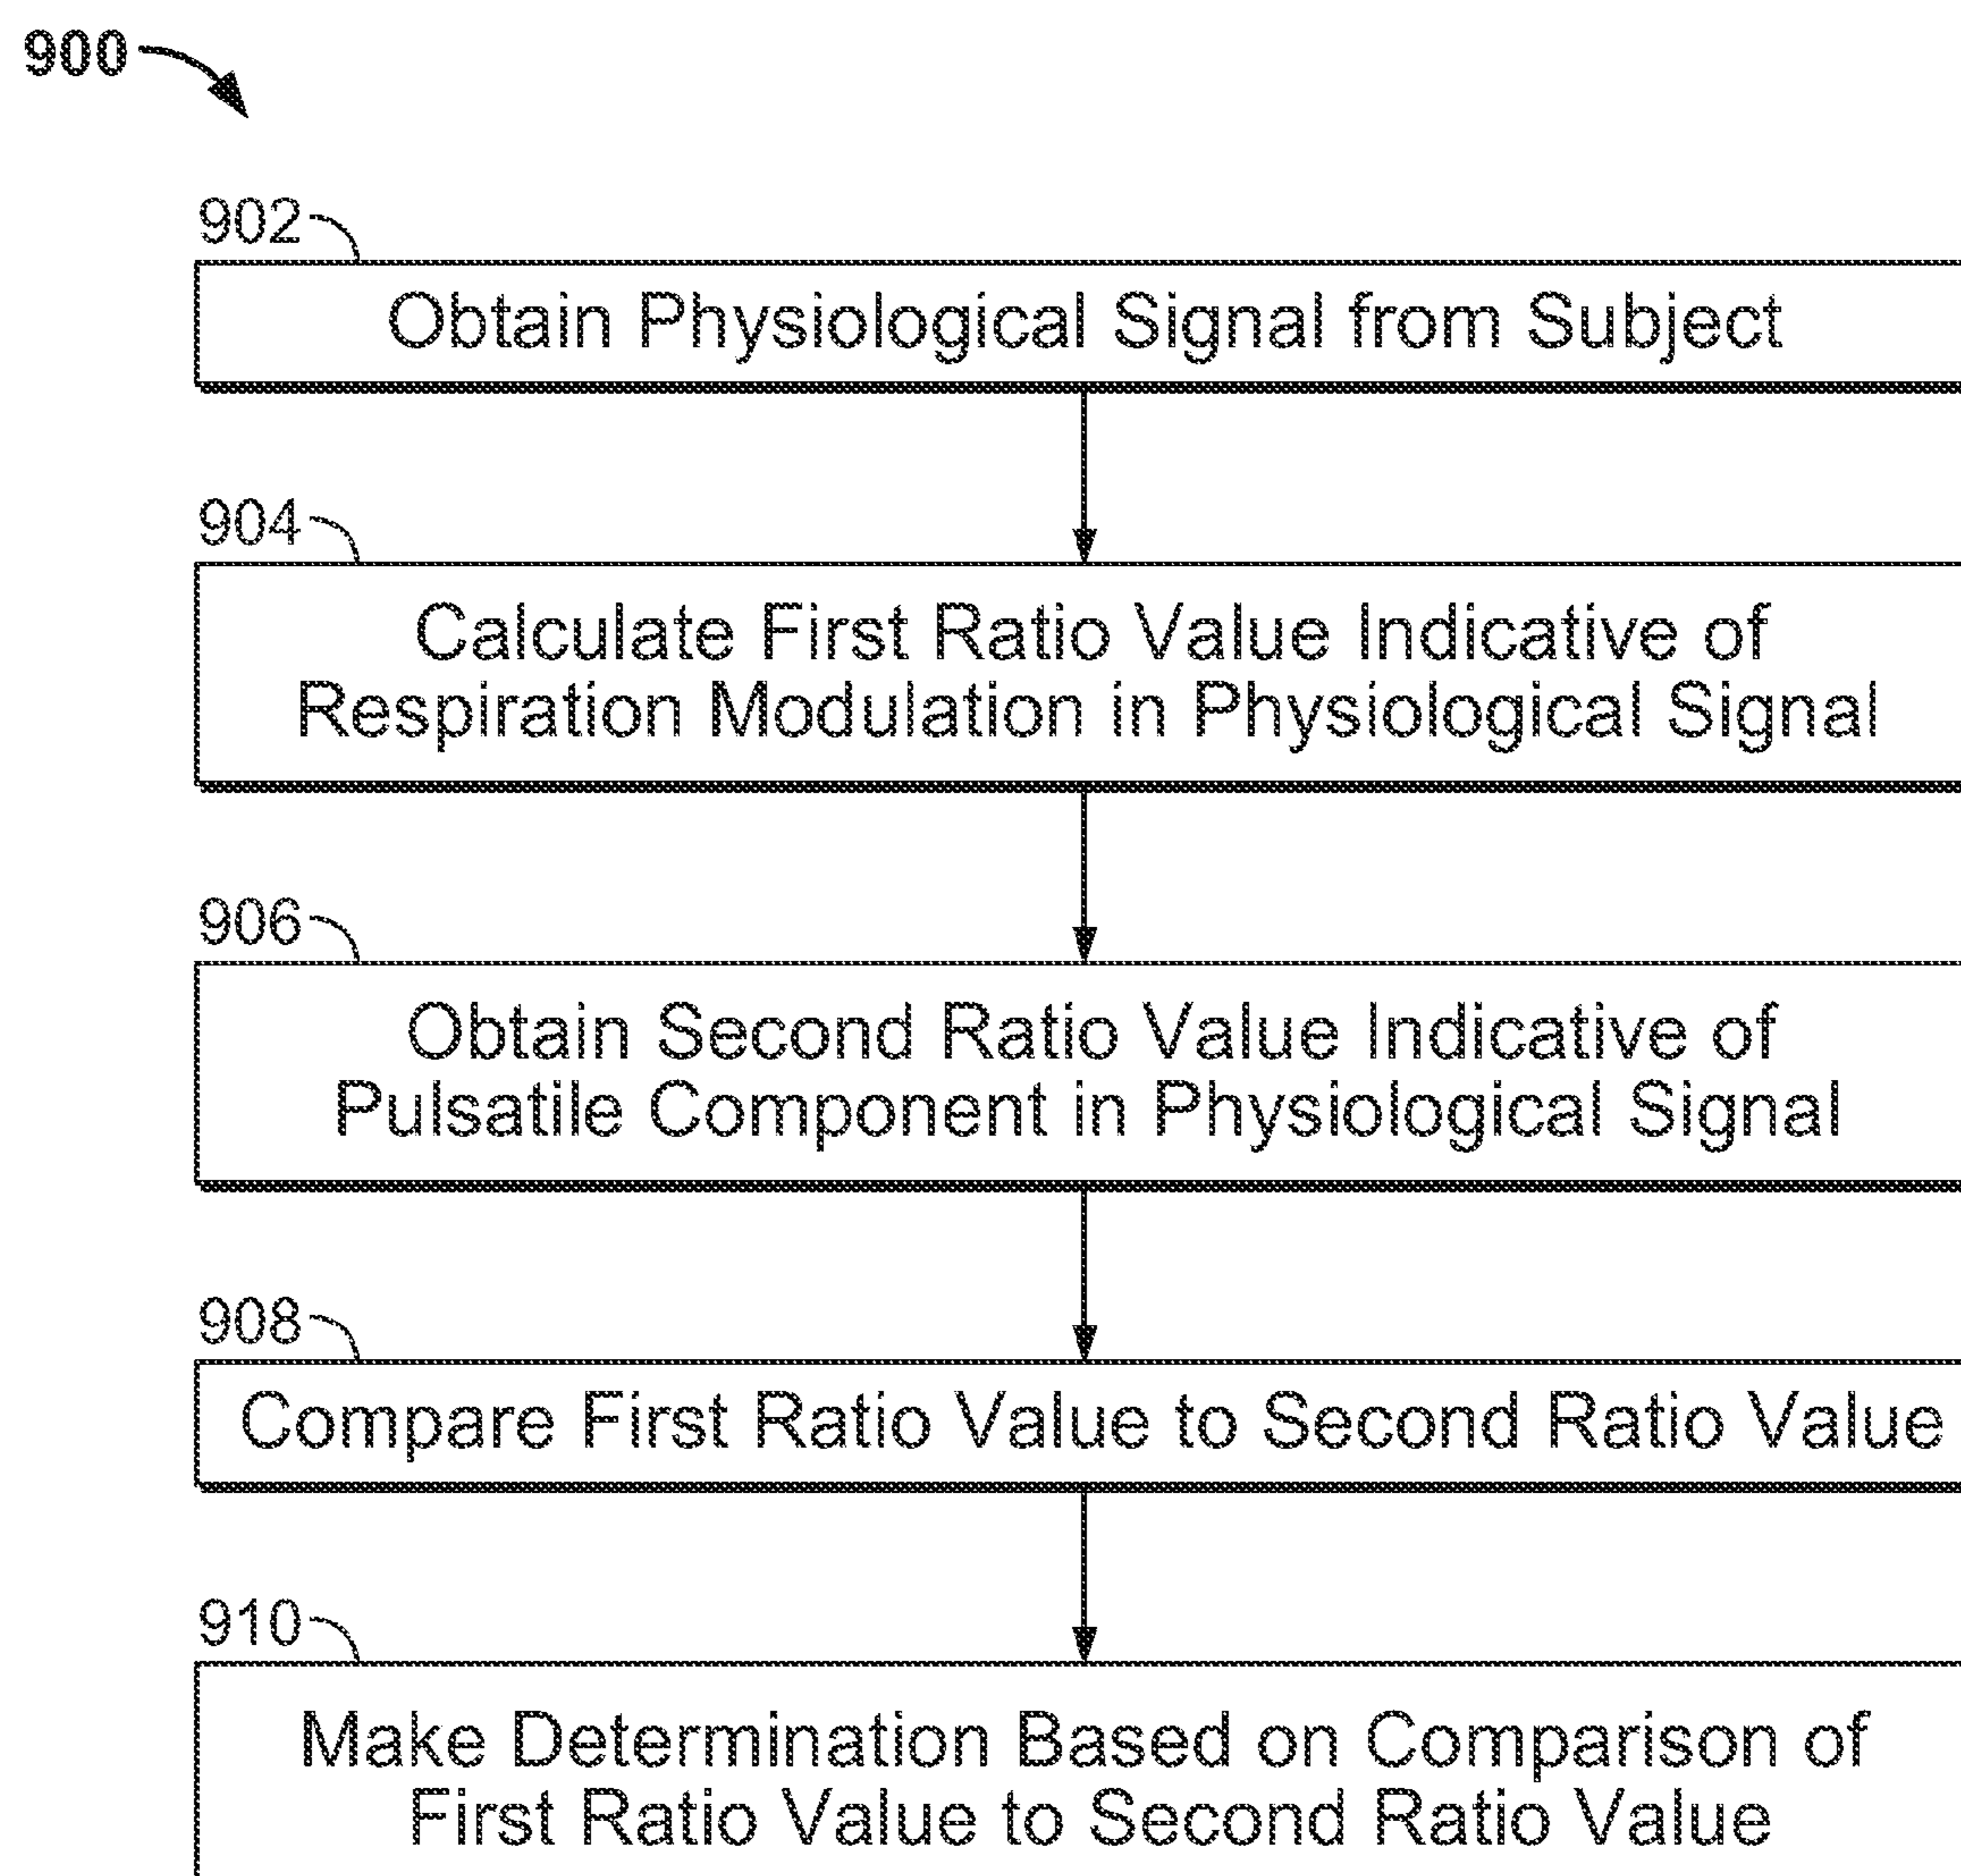 900
902
Obtain Physiological Signal from Subject
904
Calculate First Ratio Value Indicative of
Respiration Modulation in Physiological Signal
906
Obtain Second Ratio Value Indicative of
Pulsatile Component in Physiological Signal
908
Compare First Ratio Value to Second Ratio Value
910
Make Determination Based on Comparison of
First Ratio Value to Second Ratio Value